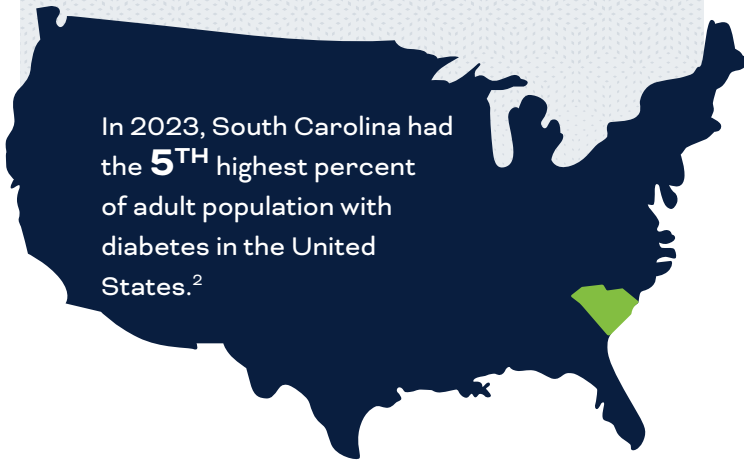 In 2023, South Carolina had
the 5TH highest percent
of adult population with
diabetes in the United
States.2